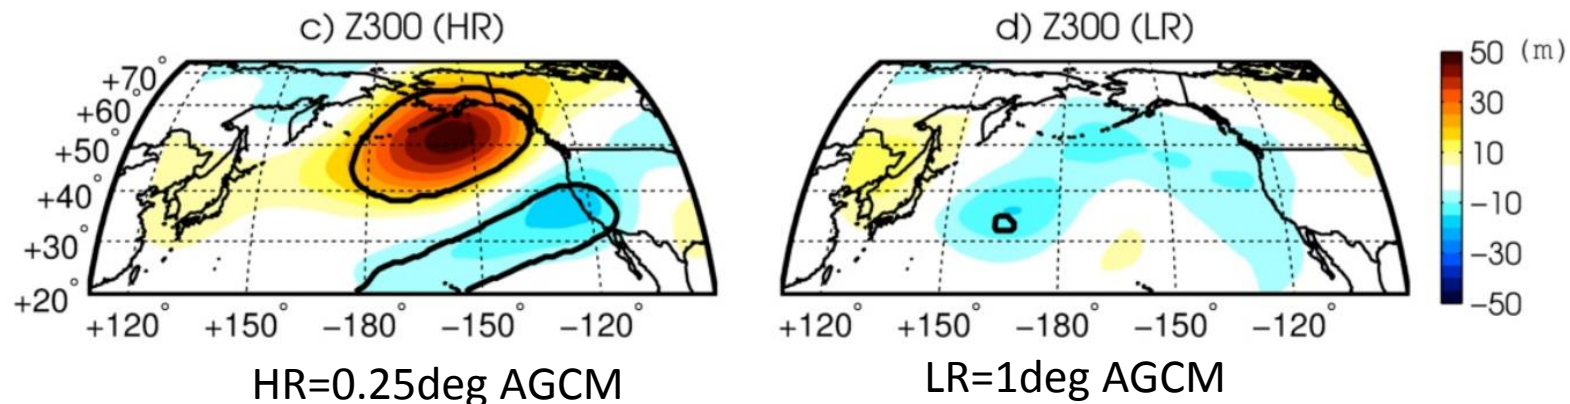 c) Z300 (HR)
+70°
+60°
+50°
+40°
+30°
+20°
+120° +150° −180° −150° −120°
HR=0.25deg AGCM
d) Z300 (LR)
+120° +150° −180° −150° −120°
LR=1deg AGCM
50 (m)
30
10
−10
−30
−50